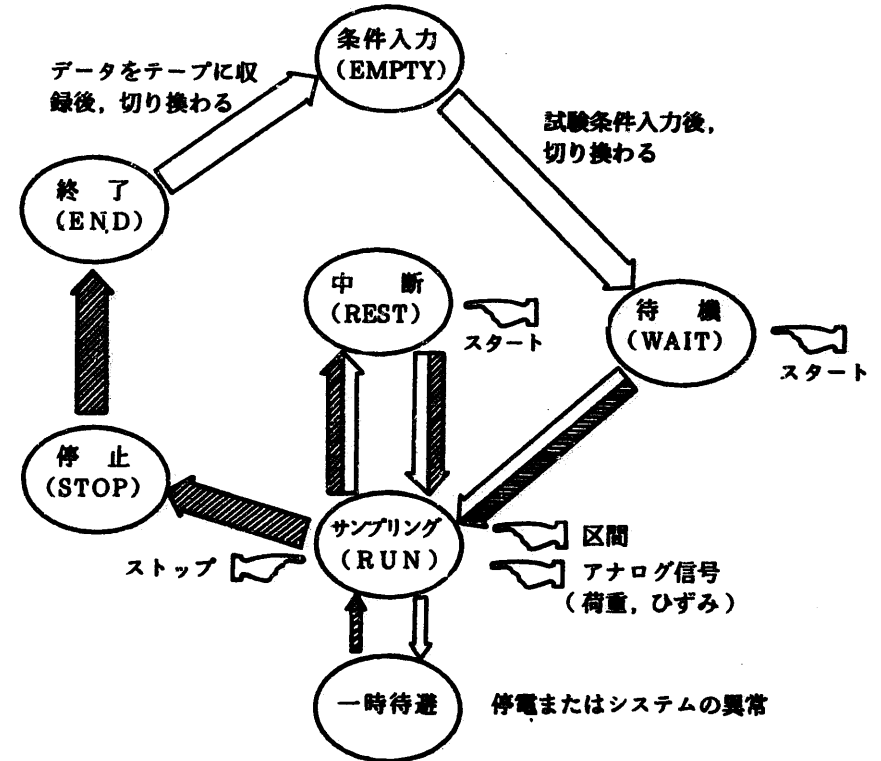 条件入力
(EMPTY)
データをテープに収
録後，切り換わる
試験条件入力後，
切り換わる
終 了
(END)
中 断
(REST)
スタート
待 機
(WAIT)
スタート
停 止
(STOP)
サンプリング
(RUN)
区間
ストップ
アナログ信号
(荷重，ひずみ)
一時待避
停電またはシステムの異常